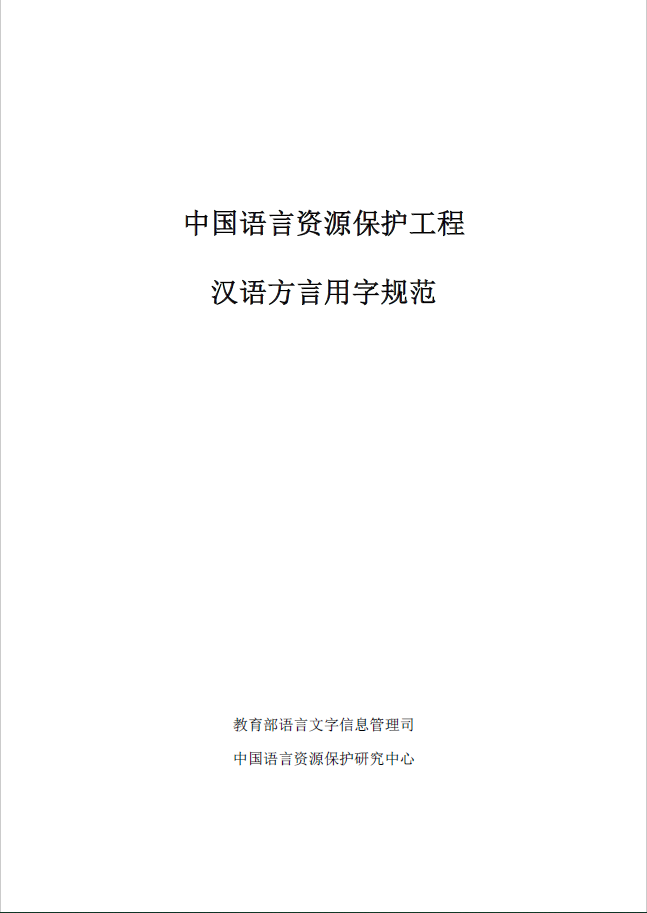 中国语言资源保护工程
汉语方言用字规范
教育部语言文字信息管理司
中国语言资源保护研究中心